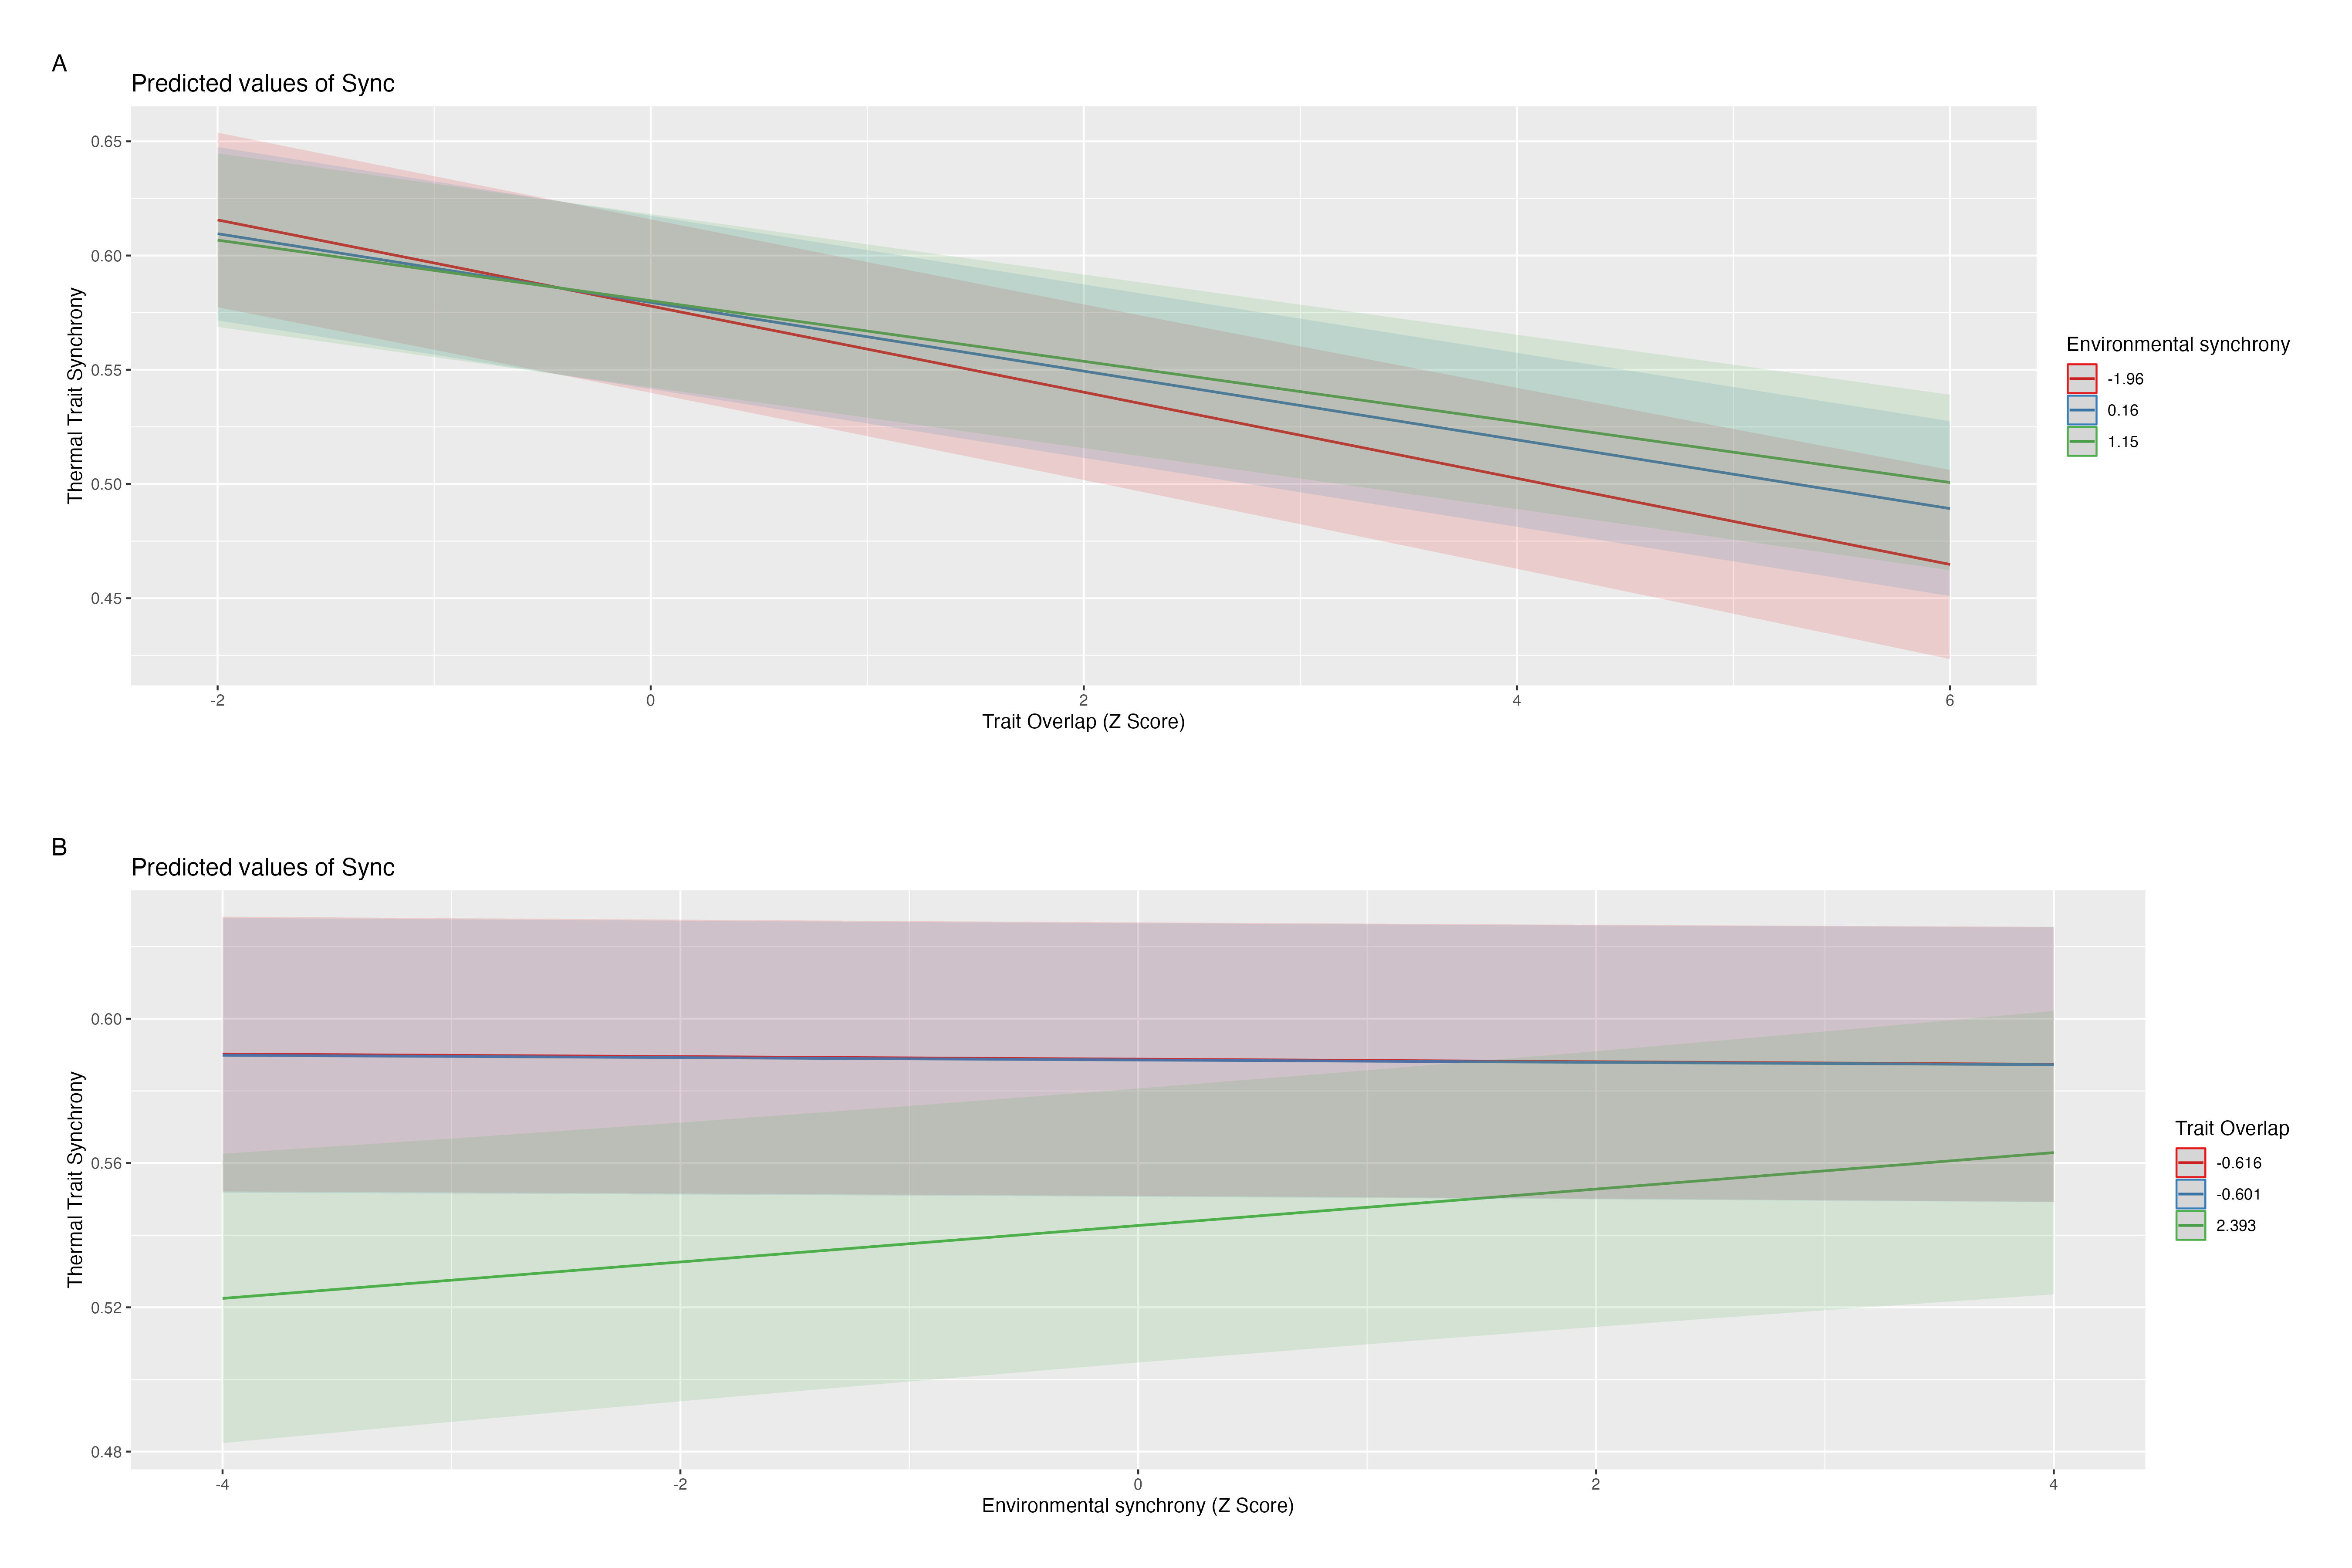 A
Predicted values of Sync
Thermal Trait Synchrony
0.65
0.60
0.55
0.50
0.45
-2
0
2
4
6
Trait Overlap (Z Score)
Environmental synchrony
-1.96
0.16
1.15
B
Predicted values of Sync
Thermal Trait Synchrony
0.60
0.56
0.52
0.48
-4
-2
0
2
4
Environmental synchrony (Z Score)
Trait Overlap
-0.616
-0.601
2.393